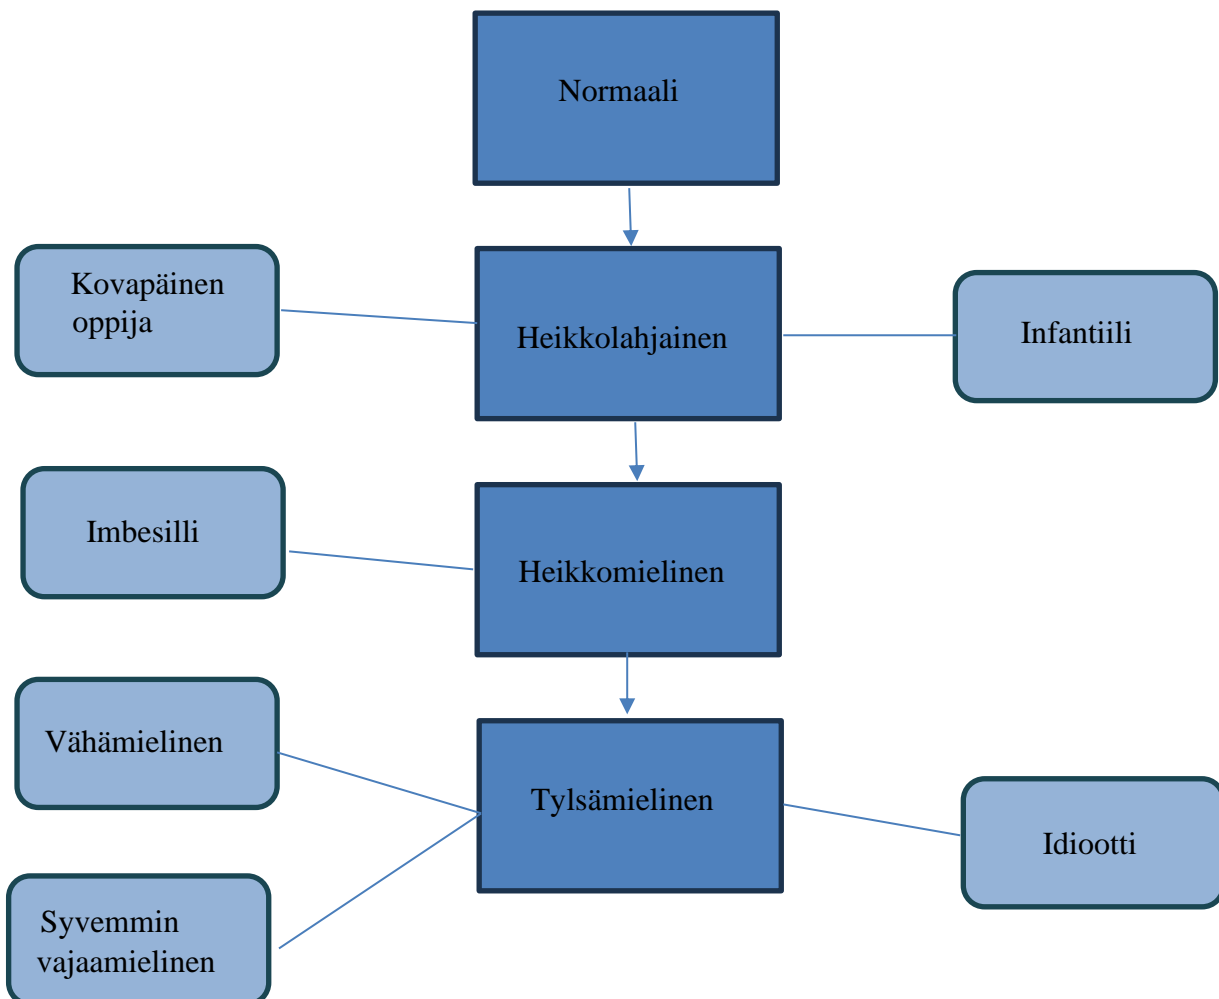 Normaali
Kovapäinen
oppija
Heikkolahjainen
Infantiili
Imbesilli
Heikkomielinen
Vähämielinen
Tylsämielinen
Idiootti
Syvemmin
vajaamielinen